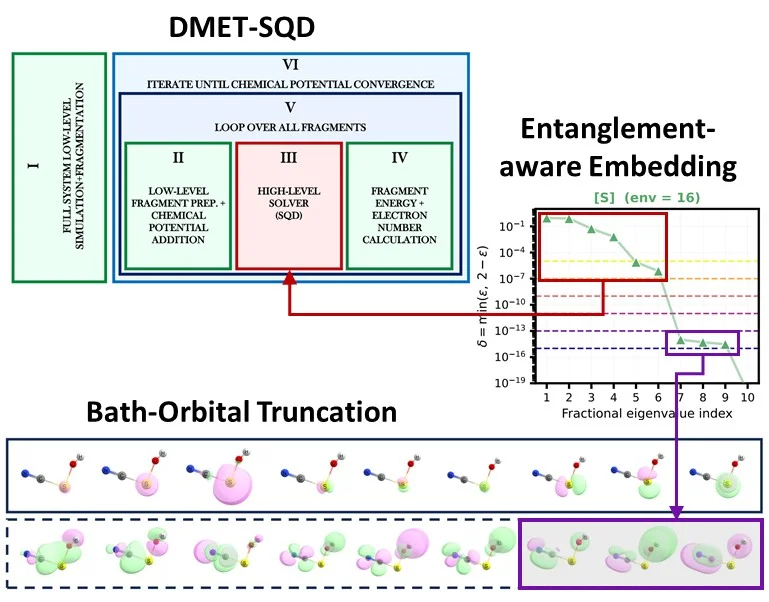 DMET-SQD
I
FULL SYSTEM LOW-LEVEL
SIMULATION+FRAGMENTATION
VI
ITERATE UNTIL CHEMICAL POTENTIAL CONVERGENCE
V
LOOP OVER ALL FRAGMENTS
II
LOW-LEVEL
FRAGMENT PREP. +
CHEMICAL
POTENTIAL
ADDITION
III
HIGH-LEVEL
SOLVER
(SQD)
IV
FRAGMENT
ENERGY +
ELECTRON
NUMBER
CALCULATION
Entanglement-
aware Embedding
[S] (env = 16)
δ = min(ε, 2 − ε)
10⁻¹
10⁻⁴
10⁻⁷
10⁻¹⁰
10⁻¹³
10⁻¹⁶
10⁻¹⁹
1 2 3 4 5 6 7 8 9 10
Fractional eigenvalue index
Bath-Orbital Truncation